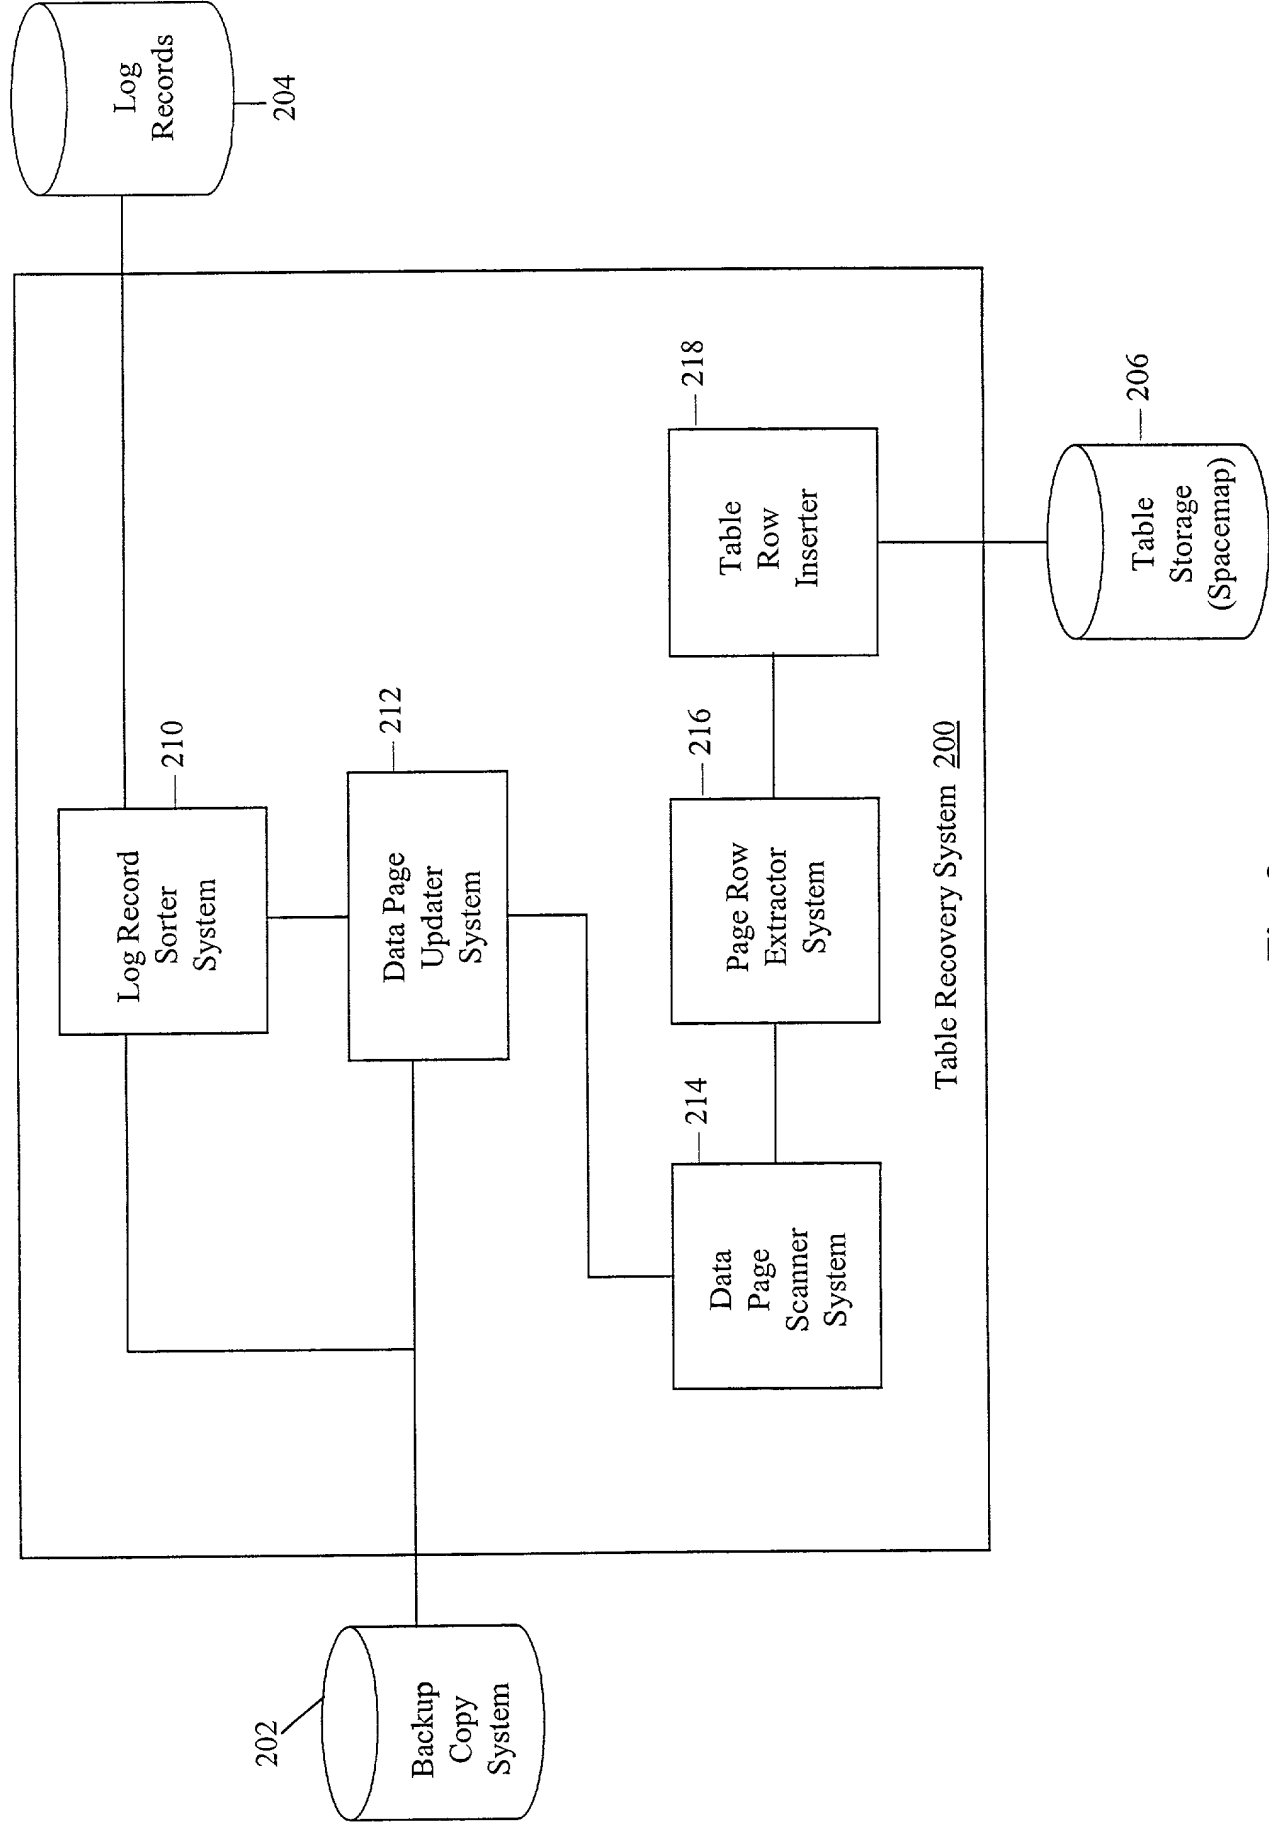 Log
Records
204
210
Log Record
Sorter
System
212
Data Page
Updater
System
202
Backup
Copy
System
214
Data
Page
Scanner
System
216
Page Row
Extractor
System
218
Table
Row
Inserter
Table Recovery System 200
206
Table
Storage
(Spacemap)